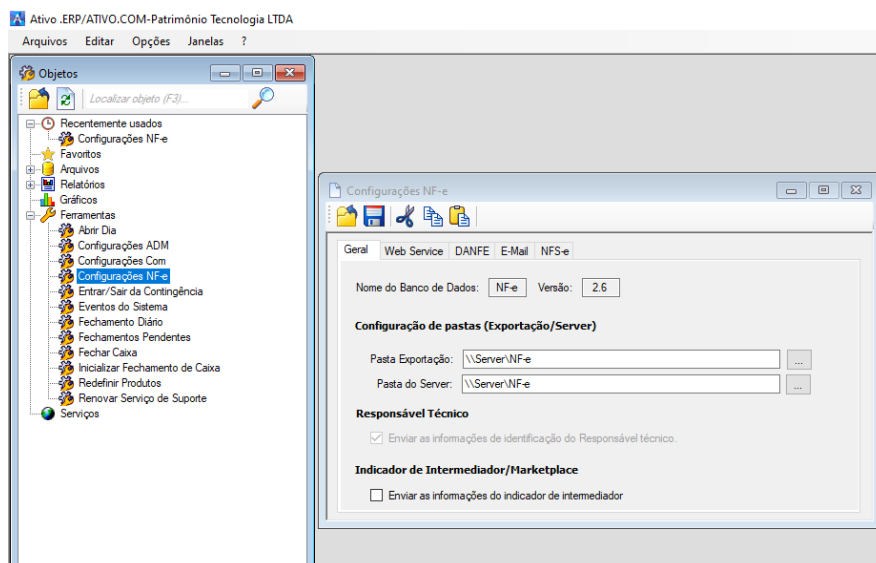 Ativo .ERP/ATIVO.COM-Patrimônio Tecnologia LTDA
Arquivos Editar Opções Janelas ?
Objetos
Localizar objeto (F3)...
Recentemente usados
Configurações NF-e
Favoritos
Arquivos
Relatórios
Gráficos
Ferramentas
Abrir Dia
Configurações ADM
Configurações Com
Configurações NF-e
Entrar/Sair da Contingência
Eventos do Sistema
Fechamento Diário
Fechamentos Pendentes
Fechar Caixa
Inicializar Fechamento de Caixa
Redefinir Produtos
Renovar Serviço de Suporte
Serviços
Configurações NF-e
Geral Web Service DANFE E-Mail NFS-e
Nome do Banco de Dados: NF-e Versão: 2.6
Configuração de pastas (Exportação/Server)
Pasta Exportação: \\Server\NF-e ...
Pasta do Server: \\Server\NF-e ...
Responsável Técnico
Enviar as informações de identificação do Responsável técnico.
Indicador de Intermediador/Marketplace
Enviar as informações do indicador de intermediador